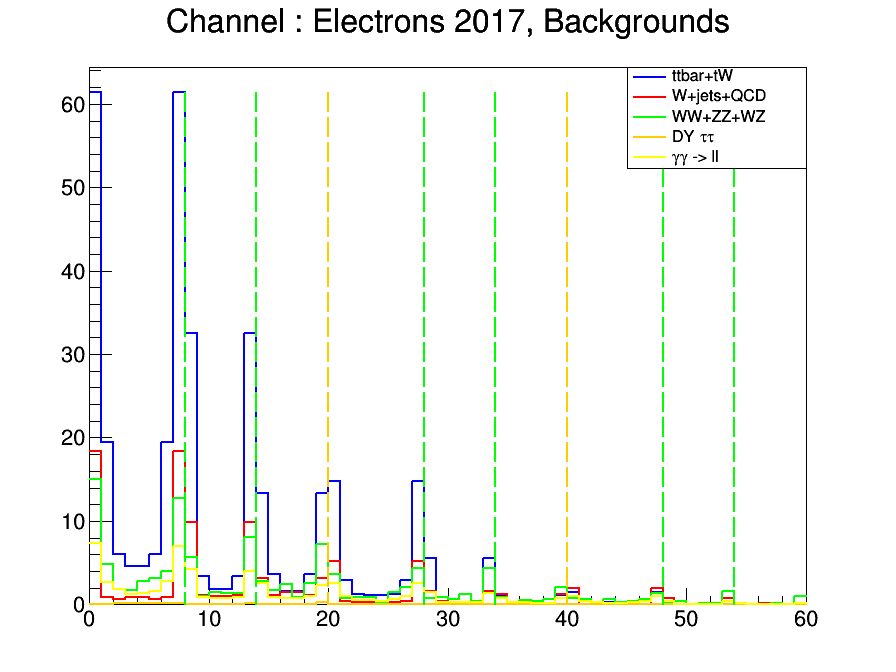 Channel : Electrons 2017, Backgrounds
ttbar+tW
W+jets+QCD
WW+ZZ+WZ
DY ττ
γγ -> ll
60
50
40
30
20
10
0
0 10 20 30 40 50 60